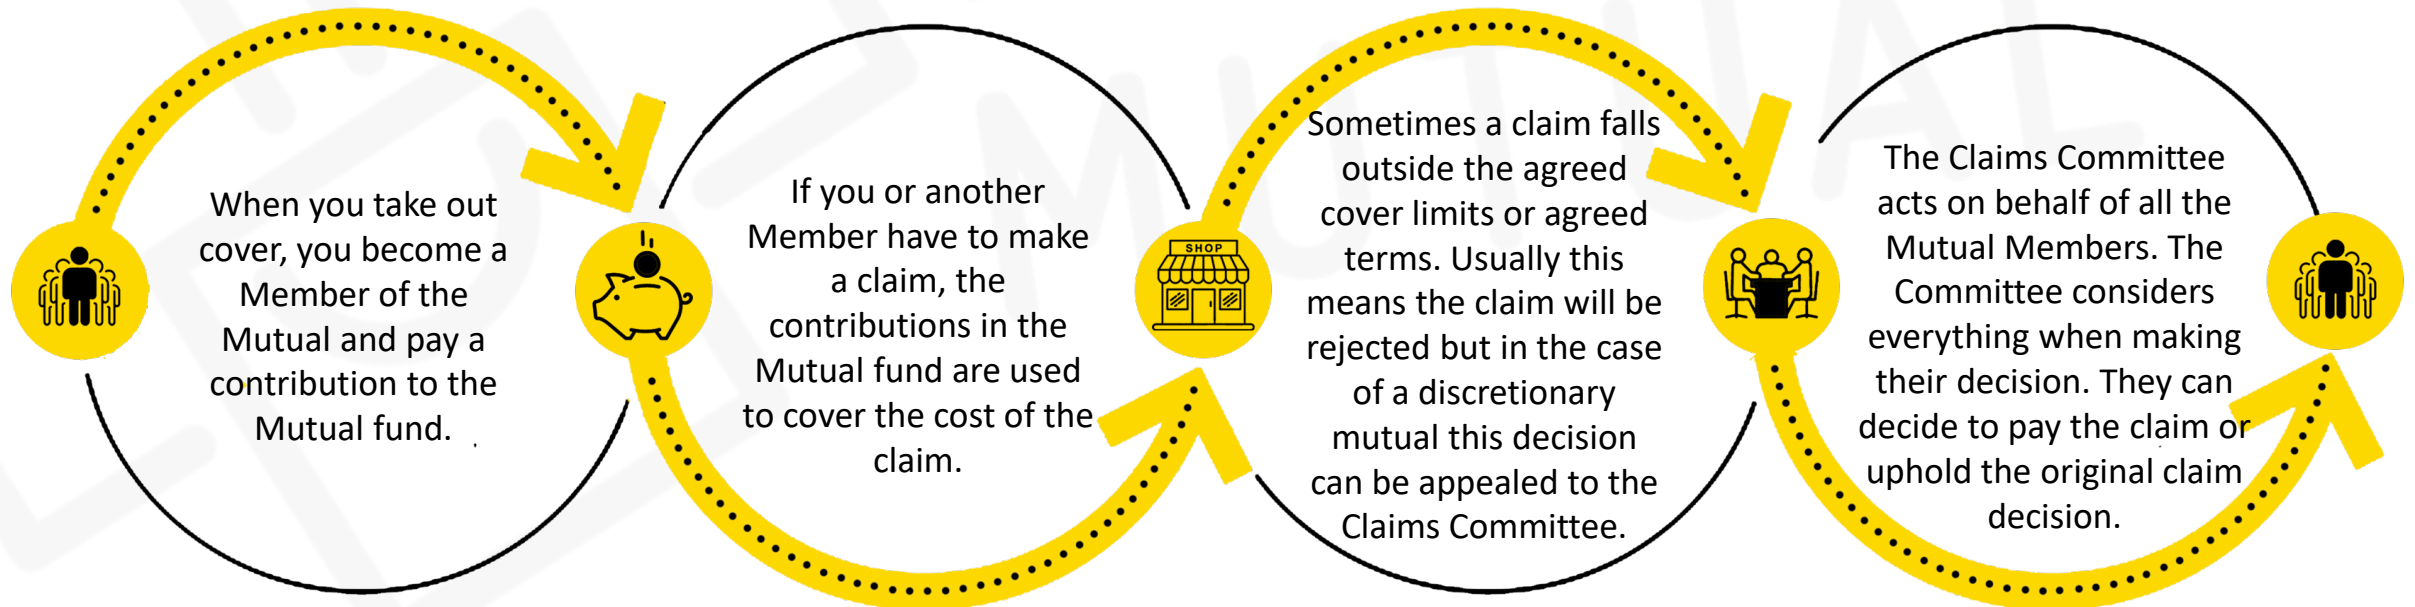 When you take out
cover, you become a
Member of the
Mutual and pay a
contribution to the
Mutual fund.
If you or another
Member have to make
a claim, the
contributions in the
Mutual fund are used
to cover the cost of the
claim.
SHOP
Sometimes a claim falls
outside the agreed
cover limits or agreed
terms. Usually this
means the claim will be
rejected but in the case
of a discretionary
mutual this decision
can be appealed to the
Claims Committee.
The Claims Committee
acts on behalf of all the
Mutual Members. The
Committee considers
everything when making
their decision. They can
decide to pay the claim or
uphold the original claim
decision.
MUTUAL